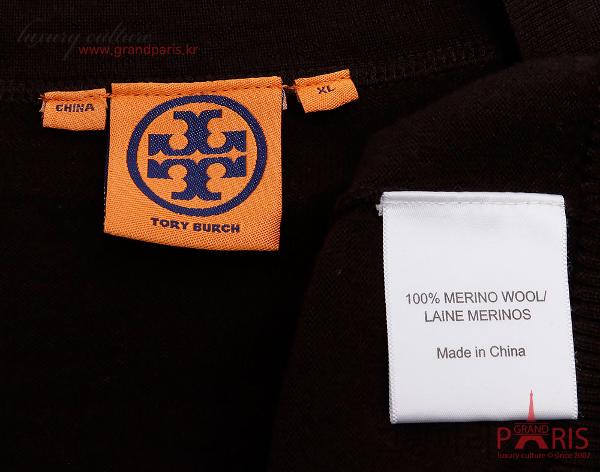 luxury culture
www.grandparis.kr
CHINA
XL
TORY BURCH
100% MERINO WOOL/
LAINE MERINOS
Made in China
GRAND
PARIS
luxury culture @since 2007